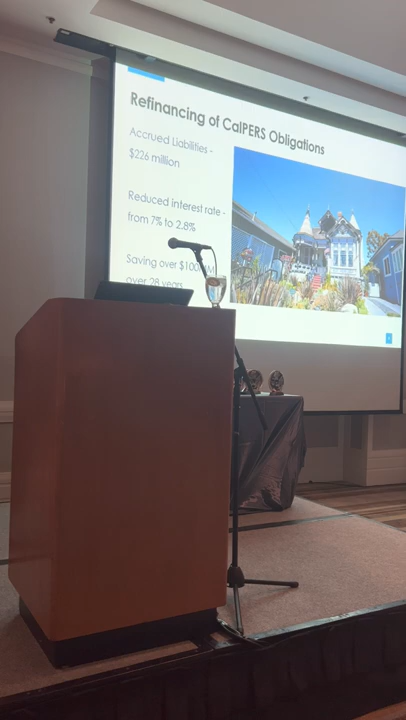 Refinancing of CalPERS Obligations
Accrued Liabilities -
$226 million
Reduced interest rate -
from 7% to 2.8%
Saving over $100 M
over 28 years